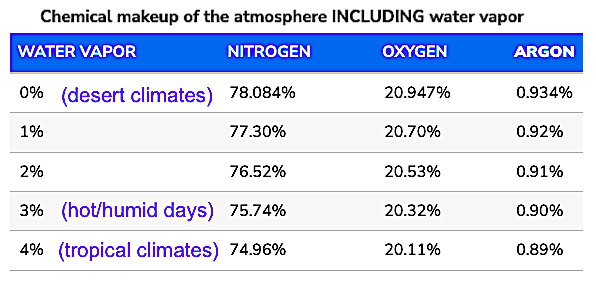 Chemical makeup of the atmosphere INCLUDING water vapor
WATER VAPOR NITROGEN OXYGEN ARGON
0% (desert climates) 78.084% 20.947% 0.934%
1% 77.30% 20.70% 0.92%
2% 76.52% 20.53% 0.91%
3% (hot/humid days) 75.74% 20.32% 0.90%
4% (tropical climates) 74.96% 20.11% 0.89%